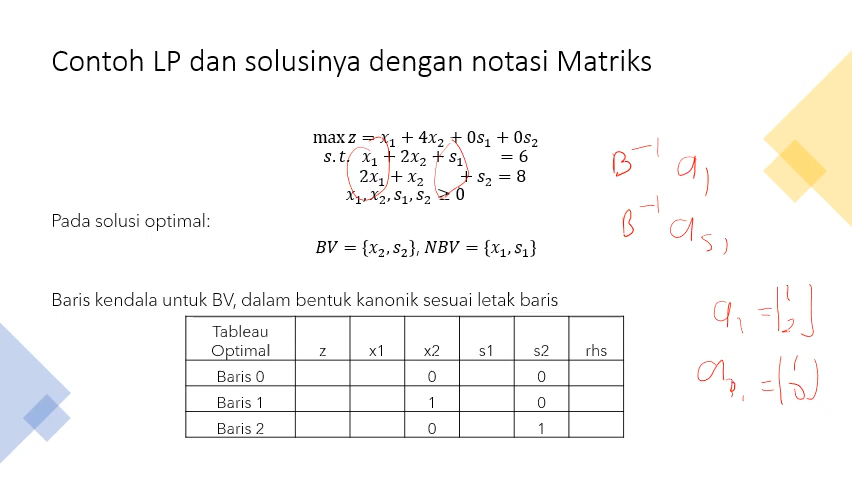 Contoh LP dan solusinya dengan notasi Matriks
max z = x₁ + 4x₂ + 0s₁ + 0s₂
s.t. x₁ + 2x₂ + s₁ = 6
2x₁ + x₂ + s₂ = 8
x₁, x₂, s₁, s₂ ≥ 0
B⁻¹ a₁
B⁻¹ a_s₁
Pada solusi optimal:
BV = {x₂, s₂}, NBV = {x₁, s₁}
Baris kendala untuk BV, dalam bentuk kanonik sesuai letak baris
a₁ = [1 2]
a_s₁ = (1 0)
Tableau Optimal z x1 x2 s1 s2 rhs
Baris 0 0 0
Baris 1 1 0
Baris 2 0 1